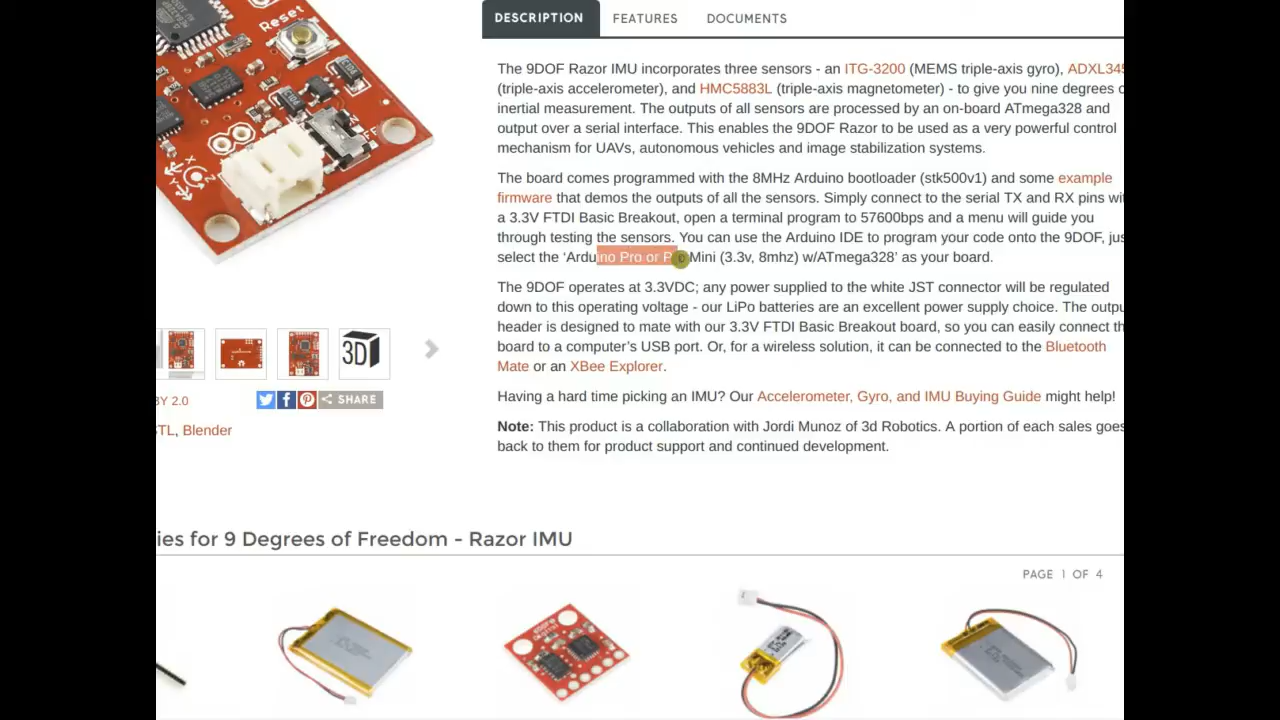 Reset
DESCRIPTION
FEATURES
DOCUMENTS
The 9DOF Razor IMU incorporates three sensors - an ITG-3200 (MEMS triple-axis gyro), ADXL345
(triple-axis accelerometer), and HMC5883L (triple-axis magnetometer) - to give you nine degrees o
inertial measurement. The outputs of all sensors are processed by an on-board ATmega328 and
output over a serial interface. This enables the 9DOF Razor to be used as a very powerful control
mechanism for UAVs, autonomous vehicles and image stabilization systems.
The board comes programmed with the 8MHz Arduino bootloader (stk500v1) and some example
firmware that demos the outputs of all the sensors. Simply connect to the serial TX and RX pins wit
a 3.3V FTDI Basic Breakout, open a terminal program to 57600bps and a menu will guide you
through testing the sensors. You can use the Arduino IDE to program your code onto the 9DOF, jus
select the ‘Arduino Pro or Pro Mini (3.3v, 8mhz) w/ATmega328’ as your board.
The 9DOF operates at 3.3VDC; any power supplied to the white JST connector will be regulated
down to this operating voltage - our LiPo batteries are an excellent power supply choice. The outpu
header is designed to mate with our 3.3V FTDI Basic Breakout board, so you can easily connect th
board to a computer’s USB port. Or, for a wireless solution, it can be connected to the Bluetooth
Mate or an XBee Explorer.
Having a hard time picking an IMU? Our Accelerometer, Gyro, and IMU Buying Guide might help!
Note: This product is a collaboration with Jordi Munoz of 3d Robotics. A portion of each sales goes
back to them for product support and continued development.
3D
BY 2.0
SHARE
STL, Blender
ies for 9 Degrees of Freedom - Razor IMU
PAGE 1 OF 4